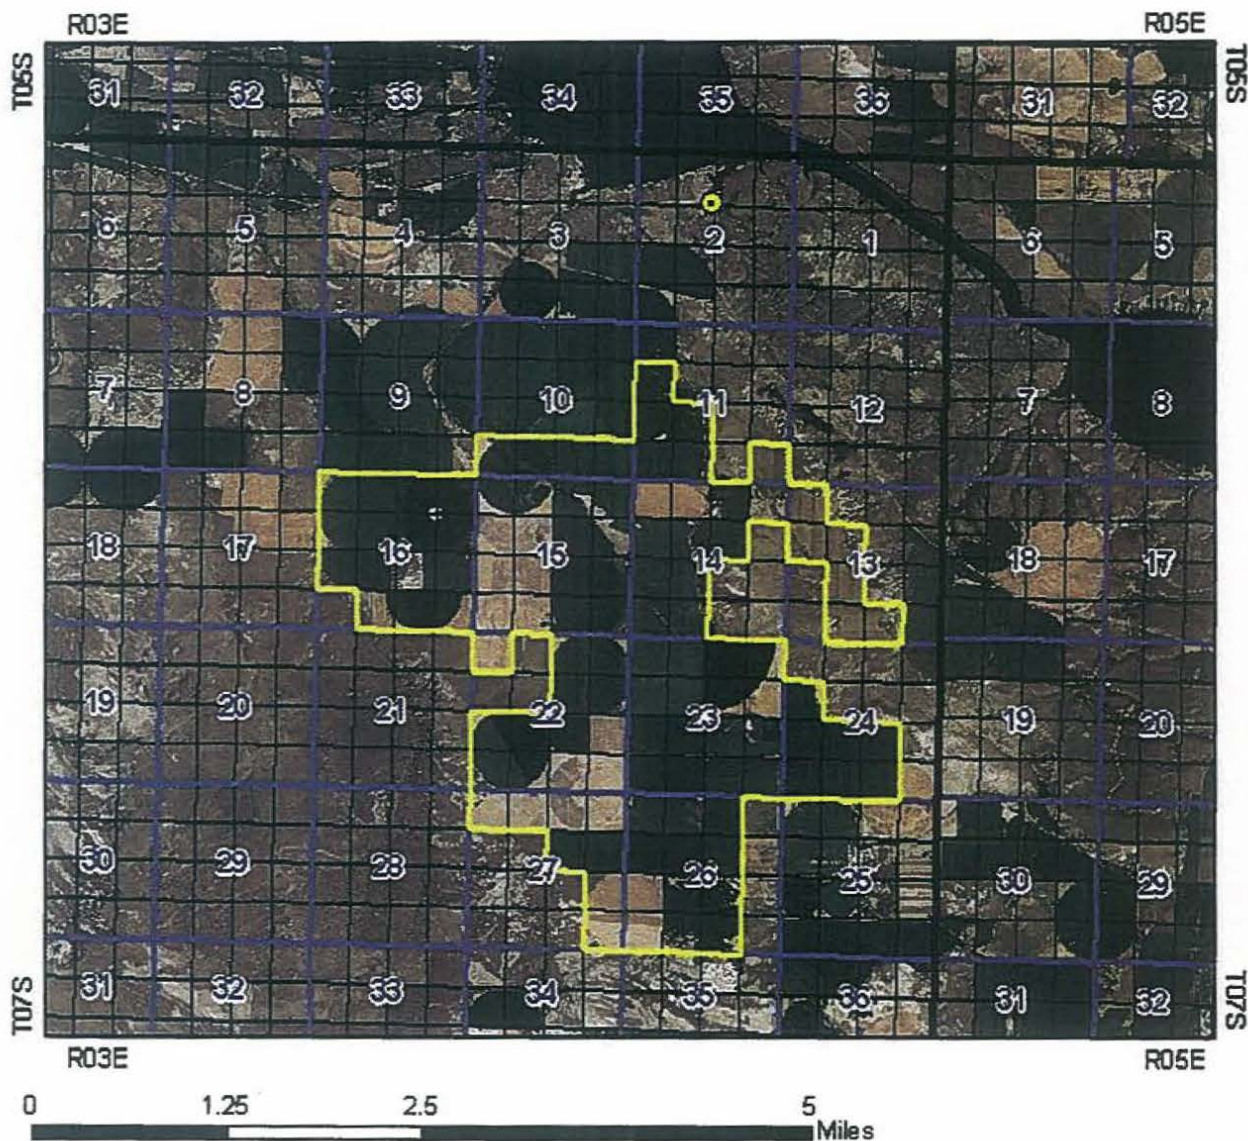 R03E R05E
T05S T05S
31 32 33 34 35 36 31 32
6 5 4 3 2 1 6 5
7 8 9 10 11 12 7 8
18 17 16 15 14 13 18 17
19 20 21 22 23 24 19 20
30 29 28 27 26 25 30 29
31 32 33 34 35 36 31 32
T07S T07S
R03E R05E
0 1.25 2.5 5
Miles